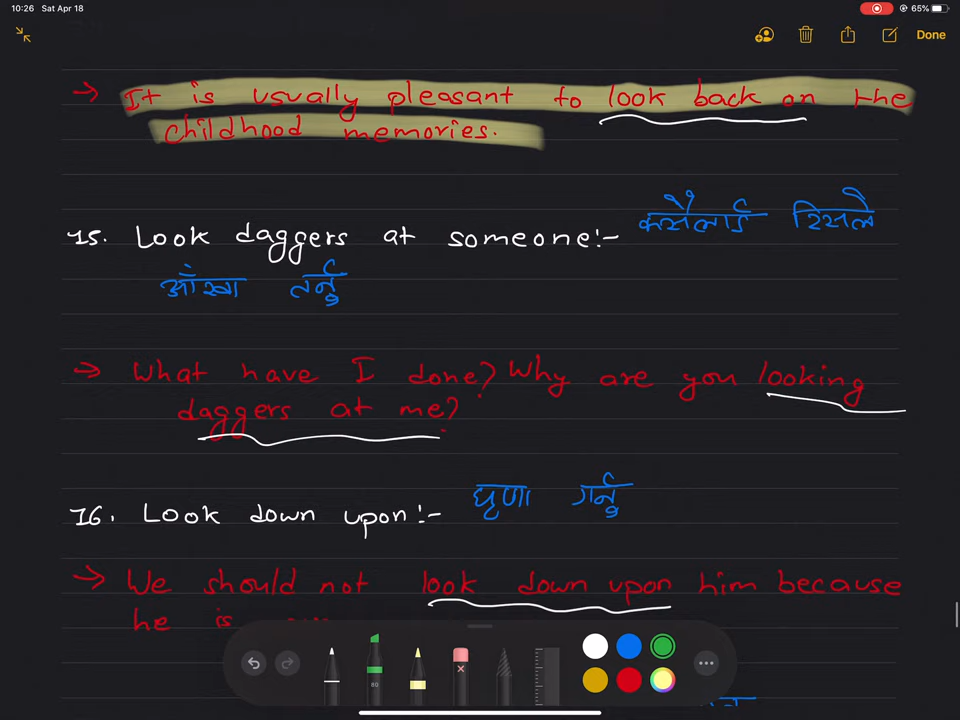 10:26 Sat Apr 18
65%
Done
→ It is usually pleasant to look back on the
childhood memories.
15. Look daggers at someone:- कसैलाई रिसले
आँखा तर्नु
→ What have I done? Why are you looking
daggers at me?
16. Look down upon:- घृणा गर्नु
→ We should not look down upon him because
he is
80